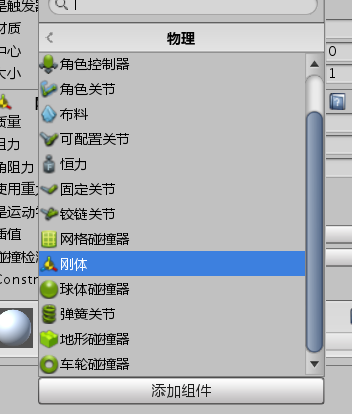 是触发器
材质
物理
中心
0
大小
角色控制器
1
角色关节
布料
质量
可配置关节
阻力
恒力
角阻力
固定关节
使用重
铰链关节
是运动学
网格碰撞器
插值
刚体
碰撞检测
Constr
球体碰撞器
弹簧关节
地形碰撞器
车轮碰撞器
添加组件